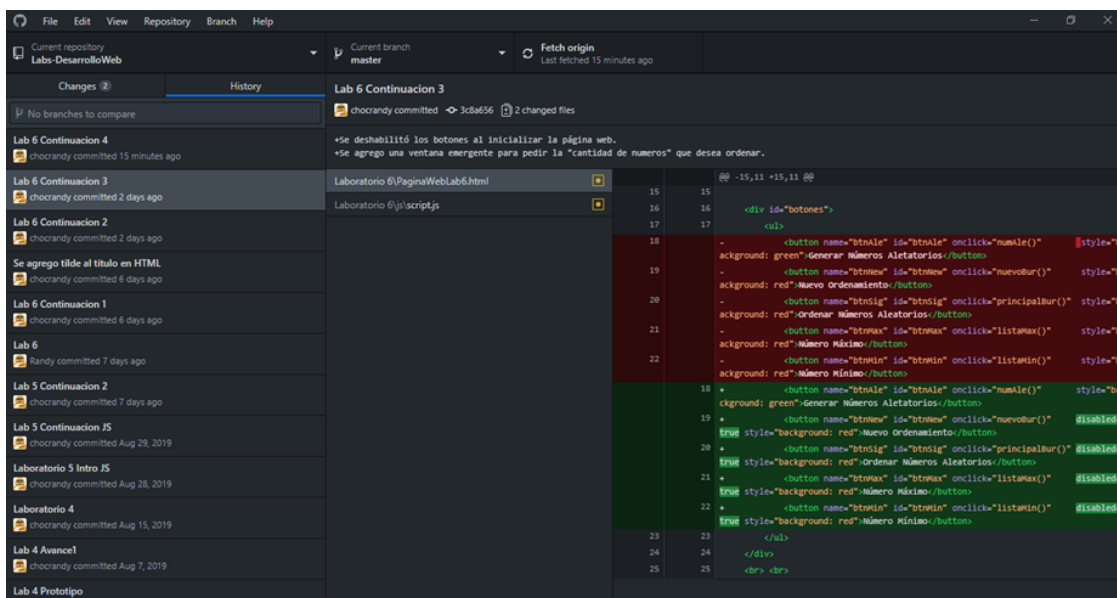 File Edit View Repository Branch Help
Current repository
Labs-DesarrolloWeb
Current branch
master
Fetch origin
Last fetched 15 minutes ago
Changes 2
History
No branches to compare
Lab 6 Continuacion 4
chocrandy committed 15 minutes ago
Lab 6 Continuacion 3
chocrandy committed 2 days ago
Lab 6 Continuacion 2
chocrandy committed 2 days ago
Se agrego tilde al titulo en HTML
chocrandy committed 6 days ago
Lab 6 Continuacion 1
chocrandy committed 6 days ago
Lab 6
Randy committed 7 days ago
Lab 5 Continuacion 2
chocrandy committed 7 days ago
Lab 5 Continuacion JS
chocrandy committed Aug 29, 2019
Laboratorio 5 Intro JS
chocrandy committed Aug 28, 2019
Laboratorio 4
chocrandy committed Aug 15, 2019
Lab 4 Avance1
chocrandy committed Aug 7, 2019
Lab 4 Prototipo
Lab 6 Continuacion 3
chocrandy committed 3c8a656 2 changed files
+Se deshabilitó los botones al inicializar la página web.
+Se agrego una ventana emergente para pedir la "cantidad de numeros" que desea ordenar.
Laboratorio 6\PaginaWebLab6.html
Laboratorio 6\js\script.js
@@ -15,11 +15,11 @@
15 15
16 16 <div id="botones">
17 17 <ul>
18 - <button name="btnAle" id="btnAle" onclick="numAle()" style="b
ackground: green">Generar Números Aletatorios</button>
19 - <button name="btnNew" id="btnNew" onclick="nuevoBur()" style="b
ackground: red">Nuevo Ordenamiento</button>
20 - <button name="btnSig" id="btnSig" onclick="principalBur()" style="b
ackground: red">Ordenar Números Aleatorios</button>
21 - <button name="btnMax" id="btnMax" onclick="listaMax()" style="b
ackground: red">Número Máximo</button>
22 - <button name="btnMin" id="btnMin" onclick="listaMin()" style="b
ackground: red">Número Mínimo</button>
18 + <button name="btnAle" id="btnAle" onclick="numAle()" style="ba
ckground: green">Generar Números Aletatorios</button>
19 + <button name="btnNew" id="btnNew" onclick="nuevoBur()" disabled=
true style="background: red">Nuevo Ordenamiento</button>
20 + <button name="btnSig" id="btnSig" onclick="principalBur()" disabled=
true style="background: red">Ordenar Números Aleatorios</button>
21 + <button name="btnMax" id="btnMax" onclick="listaMax()" disabled=
true style="background: red">Número Máximo</button>
22 + <button name="btnMin" id="btnMin" onclick="listaMin()" disabled=
true style="background: red">Número Mínimo</button>
23 23 </ul>
24 24 </div>
25 25 <br> <br>